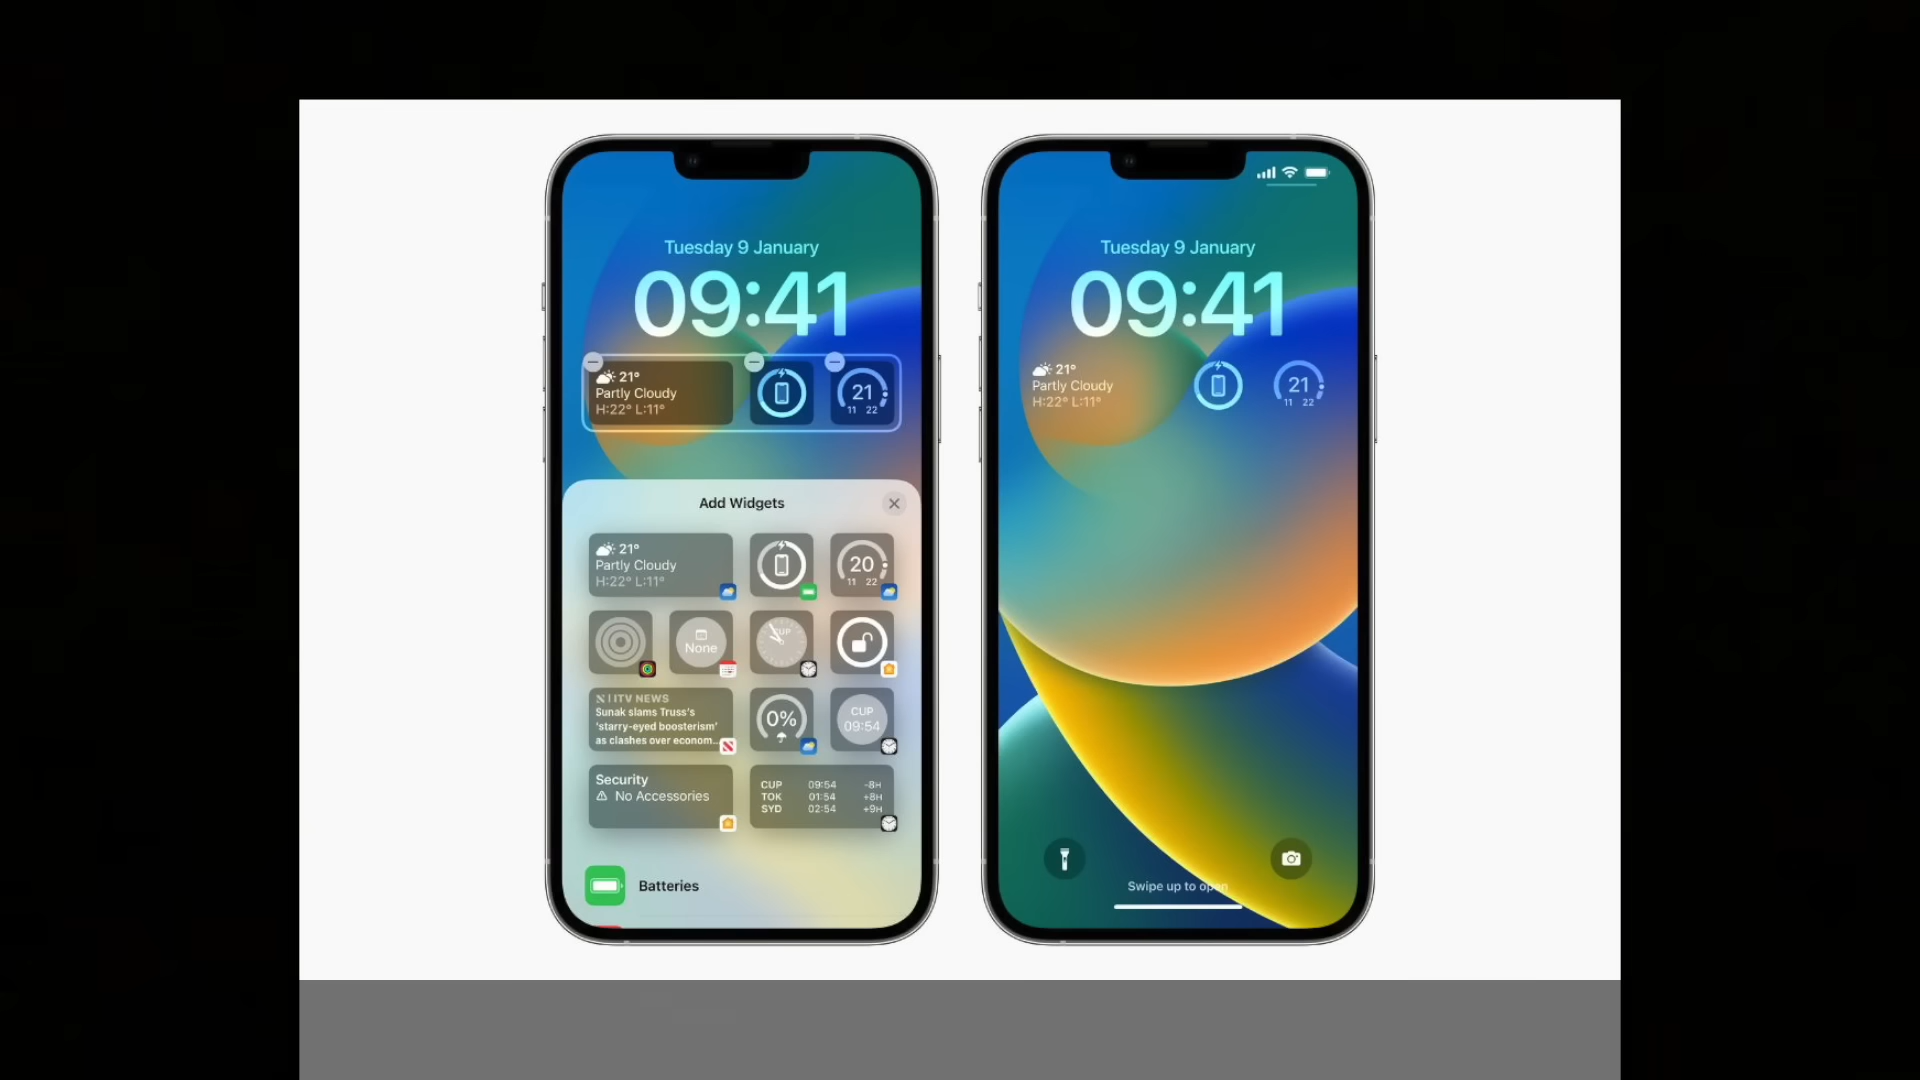 Tuesday 9 January
09:41
21°
Partly Cloudy
H:22° L:11°
21
11 22
Add Widgets
21°
Partly Cloudy
H:22° L:11°
20
11 22
None
CUP
ITV NEWS
Sunak slams Truss's
'starry-eyed boosterism'
as clashes over econom...
0%
CUP
09:54
Security
No Accessories
CUP 09:54 -8H
TOK 01:54 +8H
SYD 02:54 +9H
Batteries
Tuesday 9 January
09:41
21°
Partly Cloudy
H:22° L:11°
21
11 22
Swipe up to open